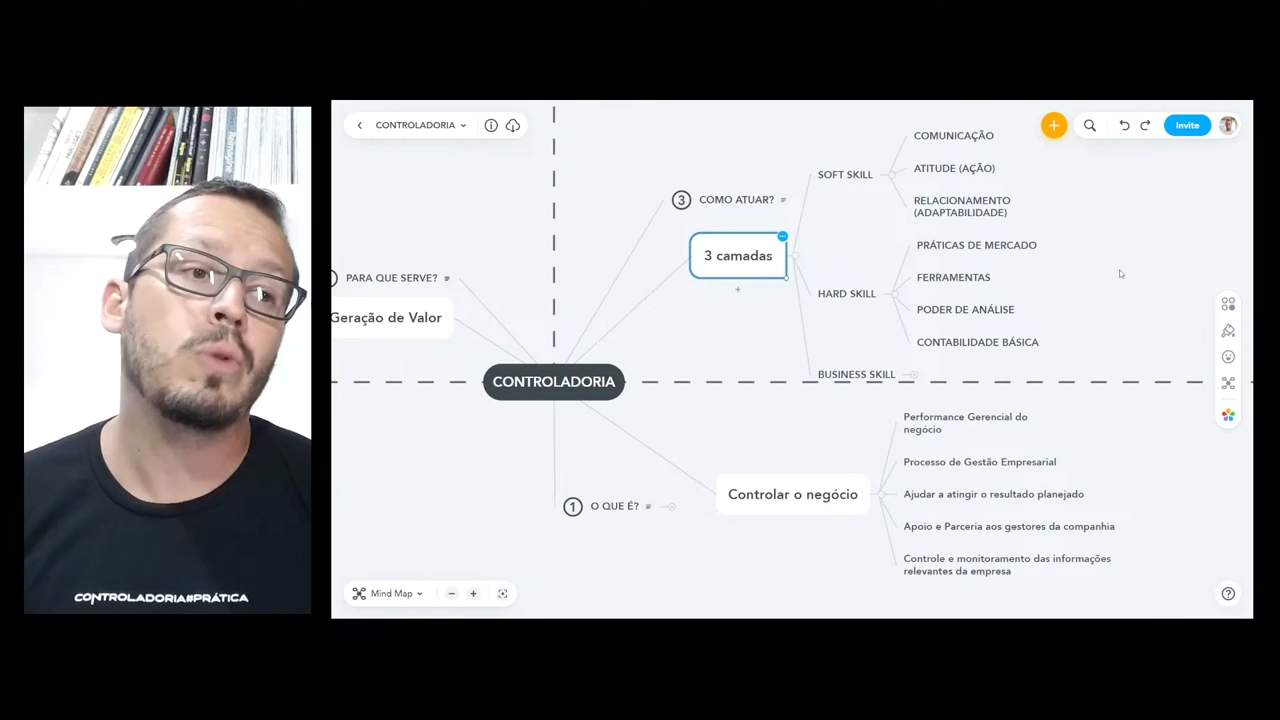 CONTROLADORIA#PRÁTICA
CONTROLADORIA
Invite
COMUNICAÇÃO
SOFT SKILL
ATITUDE (AÇÃO)
RELACIONAMENTO
(ADAPTABILIDADE)
3 COMO ATUAR?
3 camadas
PRÁTICAS DE MERCADO
FERRAMENTAS
HARD SKILL
PODER DE ANÁLISE
CONTABILIDADE BÁSICA
BUSINESS SKILL
PARA QUE SERVE?
Geração de Valor
CONTROLADORIA
Performance Gerencial do
negócio
Processo de Gestão Empresarial
Controlar o negócio
Ajudar a atingir o resultado planejado
1 O QUE É?
Apoio e Parceria aos gestores da companhia
Controle e monitoramento das informações
relevantes da empresa
Mind Map